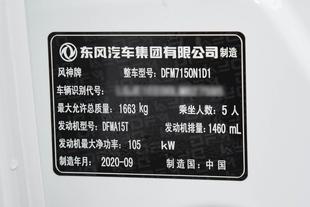 东风汽车集团有限公司 制造
风神牌 整车型号: DFM7150N1D1
车辆识别代号:
最大允许总质量: 1663 kg 乘坐人数: 5 人
发动机型号: DFMA15T 发动机排量: 1460 mL
发动机最大净功率: 105 kW
制造年月: 2020-09 制造国: 中国